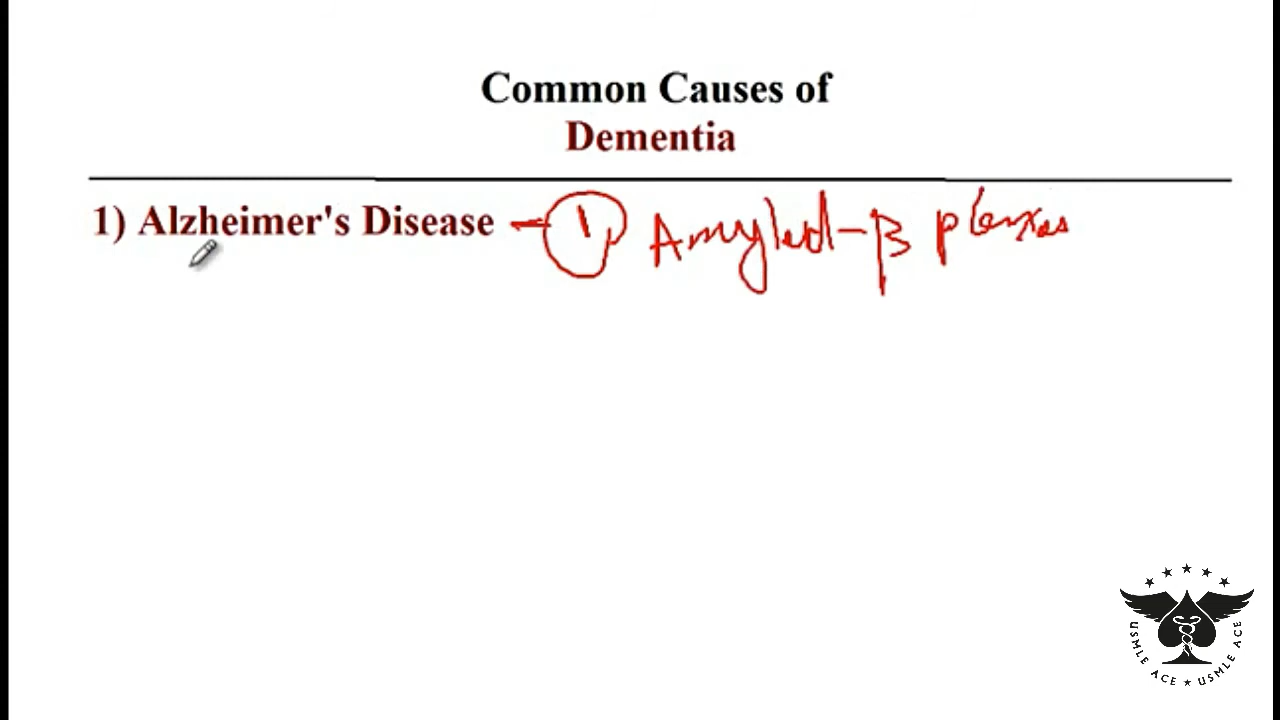 Common Causes of
Dementia
1) Alzheimer's Disease - 1, Amyloid-β plaques
USMLE ACE ★ USMLE ACE